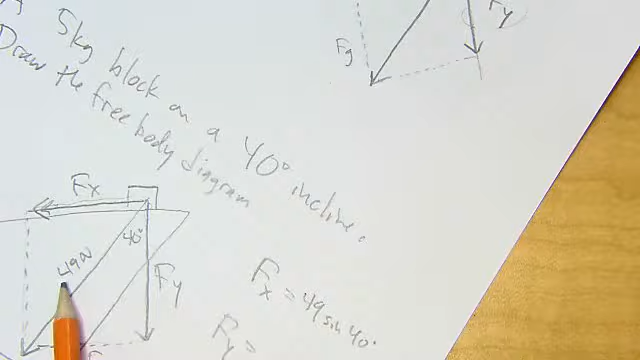 A
5kg block on a 40° incline.
Draw the free body diagram
Fg
Fy
Fx
40°
49N
Fy
Fx = 49 sin 40°
Fy =